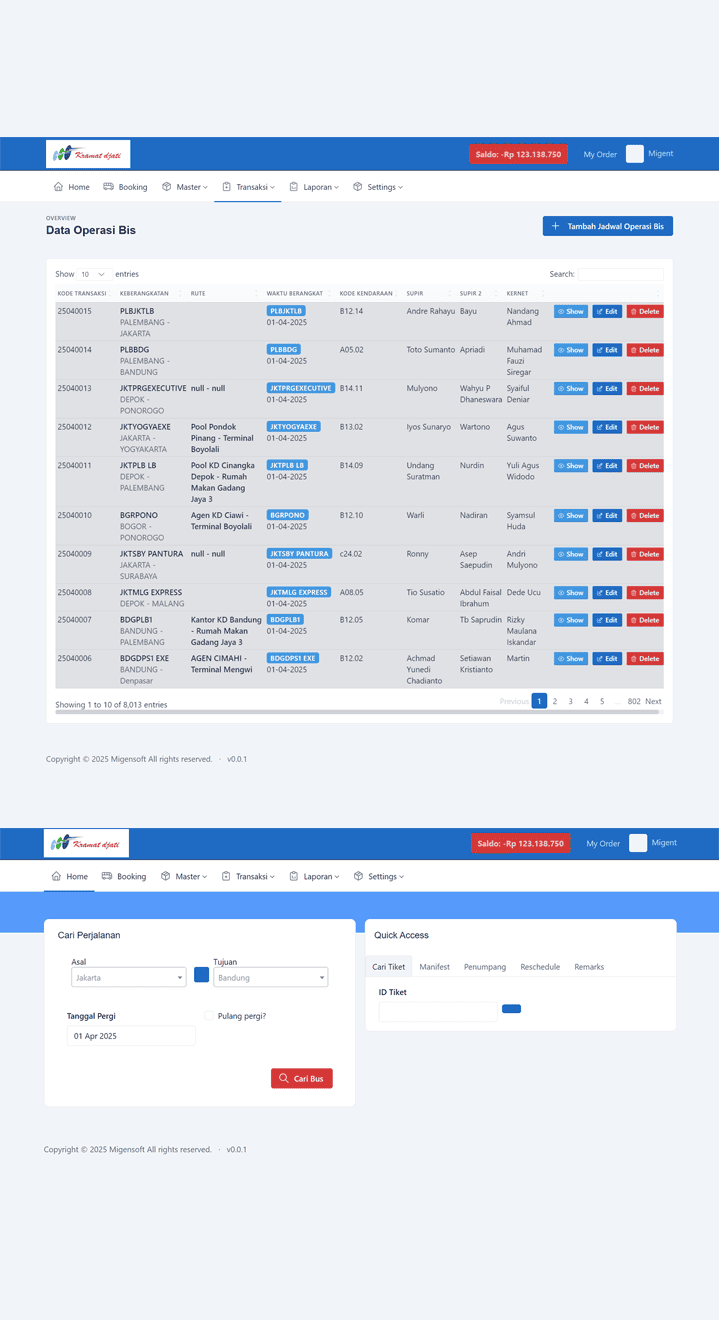 Kramat djati
Saldo: -Rp 123.138.750
My Order
Migent
Home
Booking
Master
Transaksi
Laporan
Settings
OVERVIEW
Data Operasi Bis
Tambah Jadwal Operasi Bis
Show 10 entries
Search:
KODE TRANSAKSI KEBERANGKATAN RUTE WAKTU BERANGKAT KODE KENDARAAN SUPIR SUPIR 2 KERNET
25040015 PLBJKTLB PLBJKTLB B12.14 Andre Rahayu Bayu Nandang Show Edit Delete
PALEMBANG - 01-04-2025 Ahmad
JAKARTA
25040014 PLBBDG PLBBDG A05.02 Toto Sumanto Apriadi Muhamad Show Edit Delete
PALEMBANG - 01-04-2025 Fauzi
BANDUNG Siregar
25040013 JKTPRGEXECUTIVE null - null JKTPRGEXECUTIVE B14.11 Mulyono Wahyu P Syaiful Show Edit Delete
DEPOK - 01-04-2025 Dhaneswara Deniar
PONOROGO
25040012 JKTYOGYAEXE Pool Pondok JKTYOGYAEXE B13.02 Iyos Sunaryo Wartono Agus Show Edit Delete
JAKARTA - Pinang - Terminal 01-04-2025 Suwanto
YOGYAKARTA Boyolali
25040011 JKTPLB LB Pool KD Cinangka JKTPLB LB B14.09 Undang Nurdin Yuli Agus Show Edit Delete
DEPOK - Depok - Rumah 01-04-2025 Suratman Widodo
PALEMBANG Makan Gadang
Jaya 3
25040010 BGRPONO Agen KD Ciawi - BGRPONO B12.10 Warli Nadiran Syamsul Show Edit Delete
BOGOR - Terminal Boyolali 01-04-2025 Huda
PONOROGO
25040009 JKTSBY PANTURA null - null JKTSBY PANTURA c24.02 Ronny Asep Andri Show Edit Delete
JAKARTA - 01-04-2025 Saepudin Mulyono
SURABAYA
25040008 JKTMLG EXPRESS JKTMLG EXPRESS A08.05 Tio Susatio Abdul Faisal Dede Ucu Show Edit Delete
DEPOK - MALANG 01-04-2025 Ibrahum
25040007 BDGPLB1 Kantor KD Bandung BDGPLB1 B12.05 Komar Tb Saprudin Rizky Show Edit Delete
BANDUNG - - Rumah Makan 01-04-2025 Maulana
PALEMBANG Gadang Jaya 3 Iskandar
25040006 BDGDPS1 EXE AGEN CIMAHI - BDGDPS1 EXE B12.02 Achmad Setiawan Martin Show Edit Delete
BANDUNG - Terminal Mengwi 01-04-2025 Yunedi Kristianto
Denpasar Chadianto
Showing 1 to 10 of 8,013 entries
Previous 1 2 3 4 5 ... 802 Next
Copyright © 2025 Migensoft All rights reserved. · v0.0.1
Kramat djati
Saldo: -Rp 123.138.750
My Order
Migent
Home
Booking
Master
Transaksi
Laporan
Settings
Cari Perjalanan
Asal Tujuan
Jakarta Bandung
Tanggal Pergi
Pulang pergi?
01 Apr 2025
Cari Bus
Quick Access
Cari Tiket Manifest Penumpang Reschedule Remarks
ID Tiket
Copyright © 2025 Migensoft All rights reserved. · v0.0.1